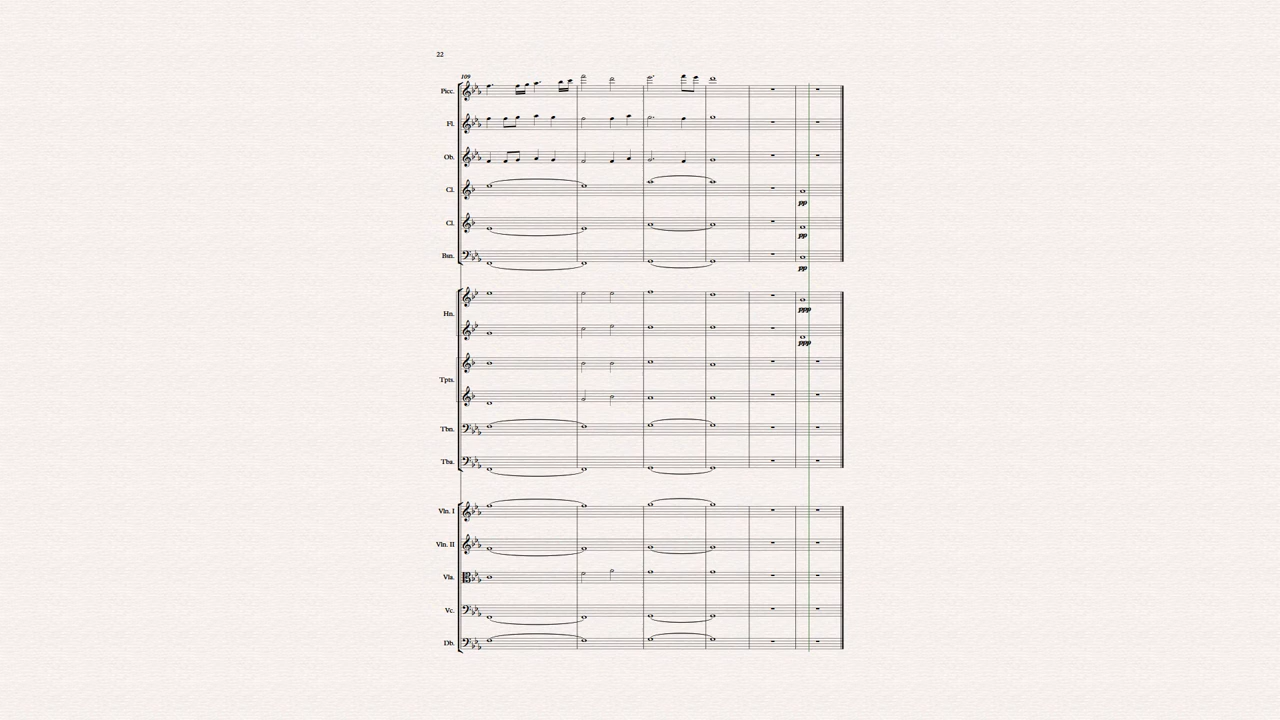 22
109
Picc.
Fl.
Ob.
Cl.
pp
Cl.
pp
Bsn.
pp
Hn.
ppp
ppp
Tpts.
Tbn.
Tba.
Vln. I
Vln. II
Vla.
Vc.
Db.